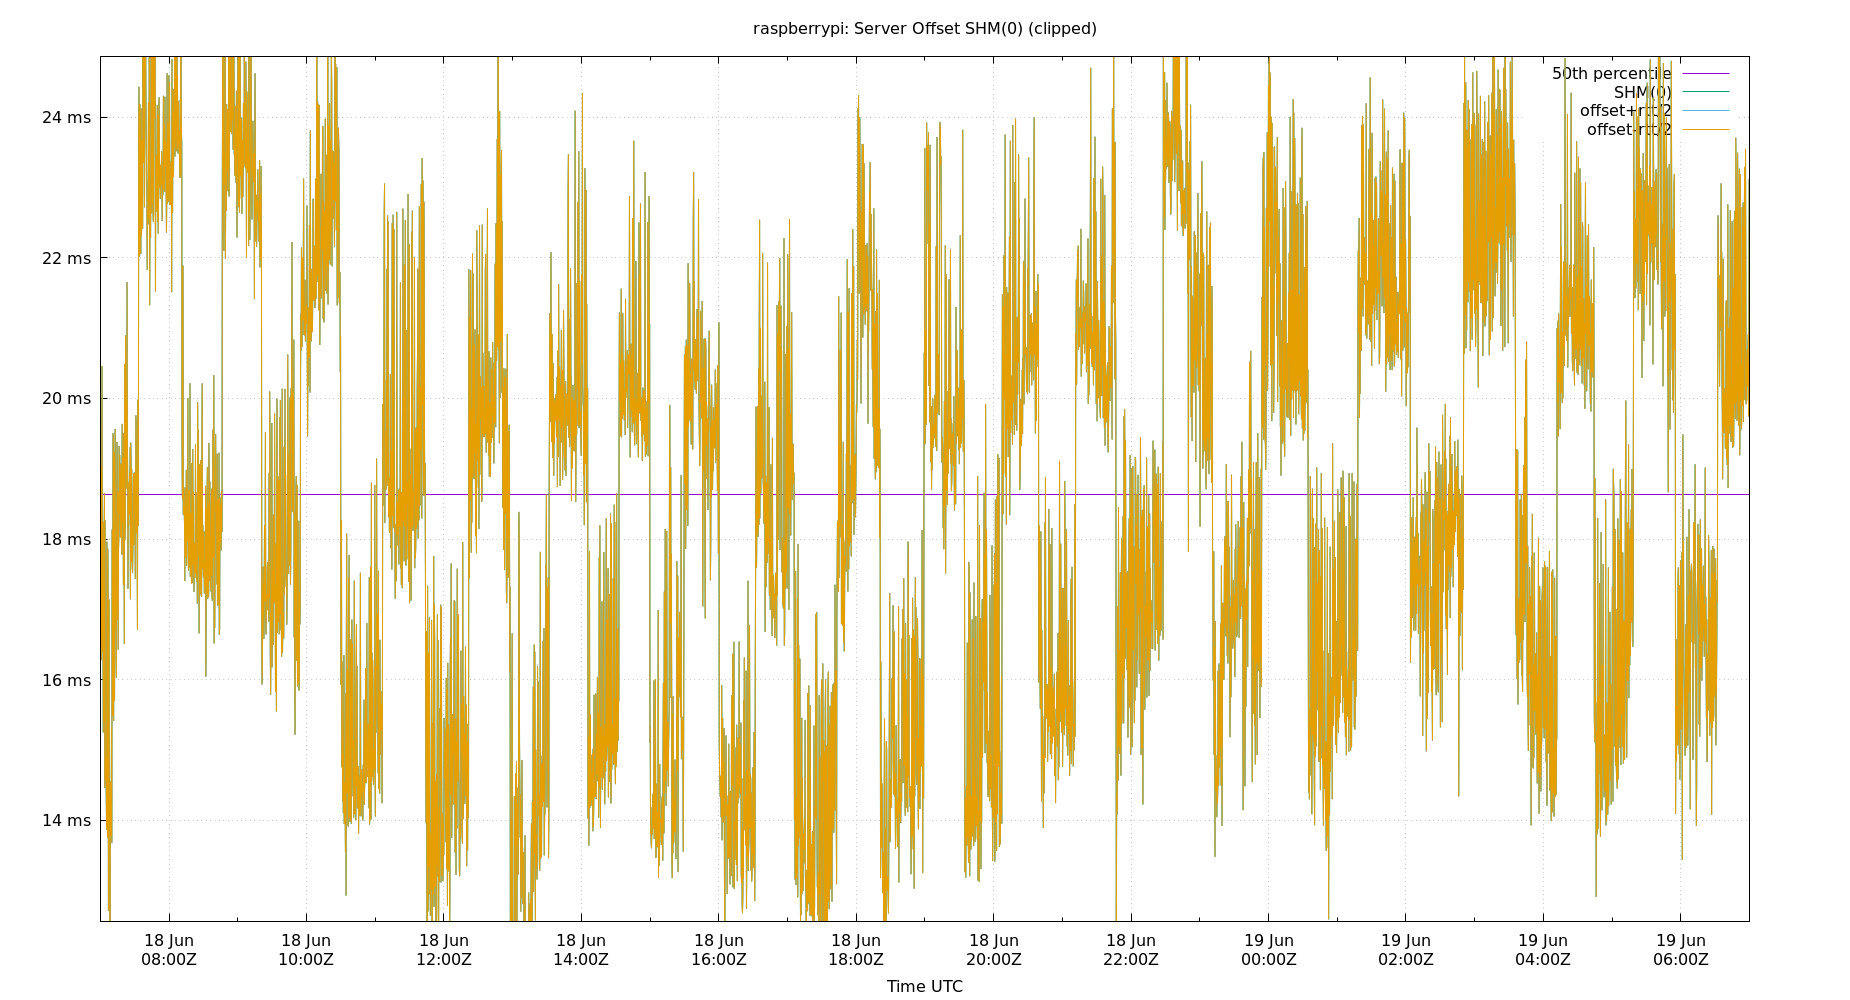 raspberrypi: Server Offset SHM(0) (clipped)
50th percentile
SHM(0)
offset+rtt/2
offset-rtt/2
24 ms
22 ms
20 ms
18 ms
16 ms
14 ms
18 Jun 18 Jun 18 Jun 18 Jun 18 Jun 18 Jun 18 Jun 18 Jun 19 Jun 19 Jun 19 Jun 19 Jun
08:00Z 10:00Z 12:00Z 14:00Z 16:00Z 18:00Z 20:00Z 22:00Z 00:00Z 02:00Z 04:00Z 06:00Z
Time UTC